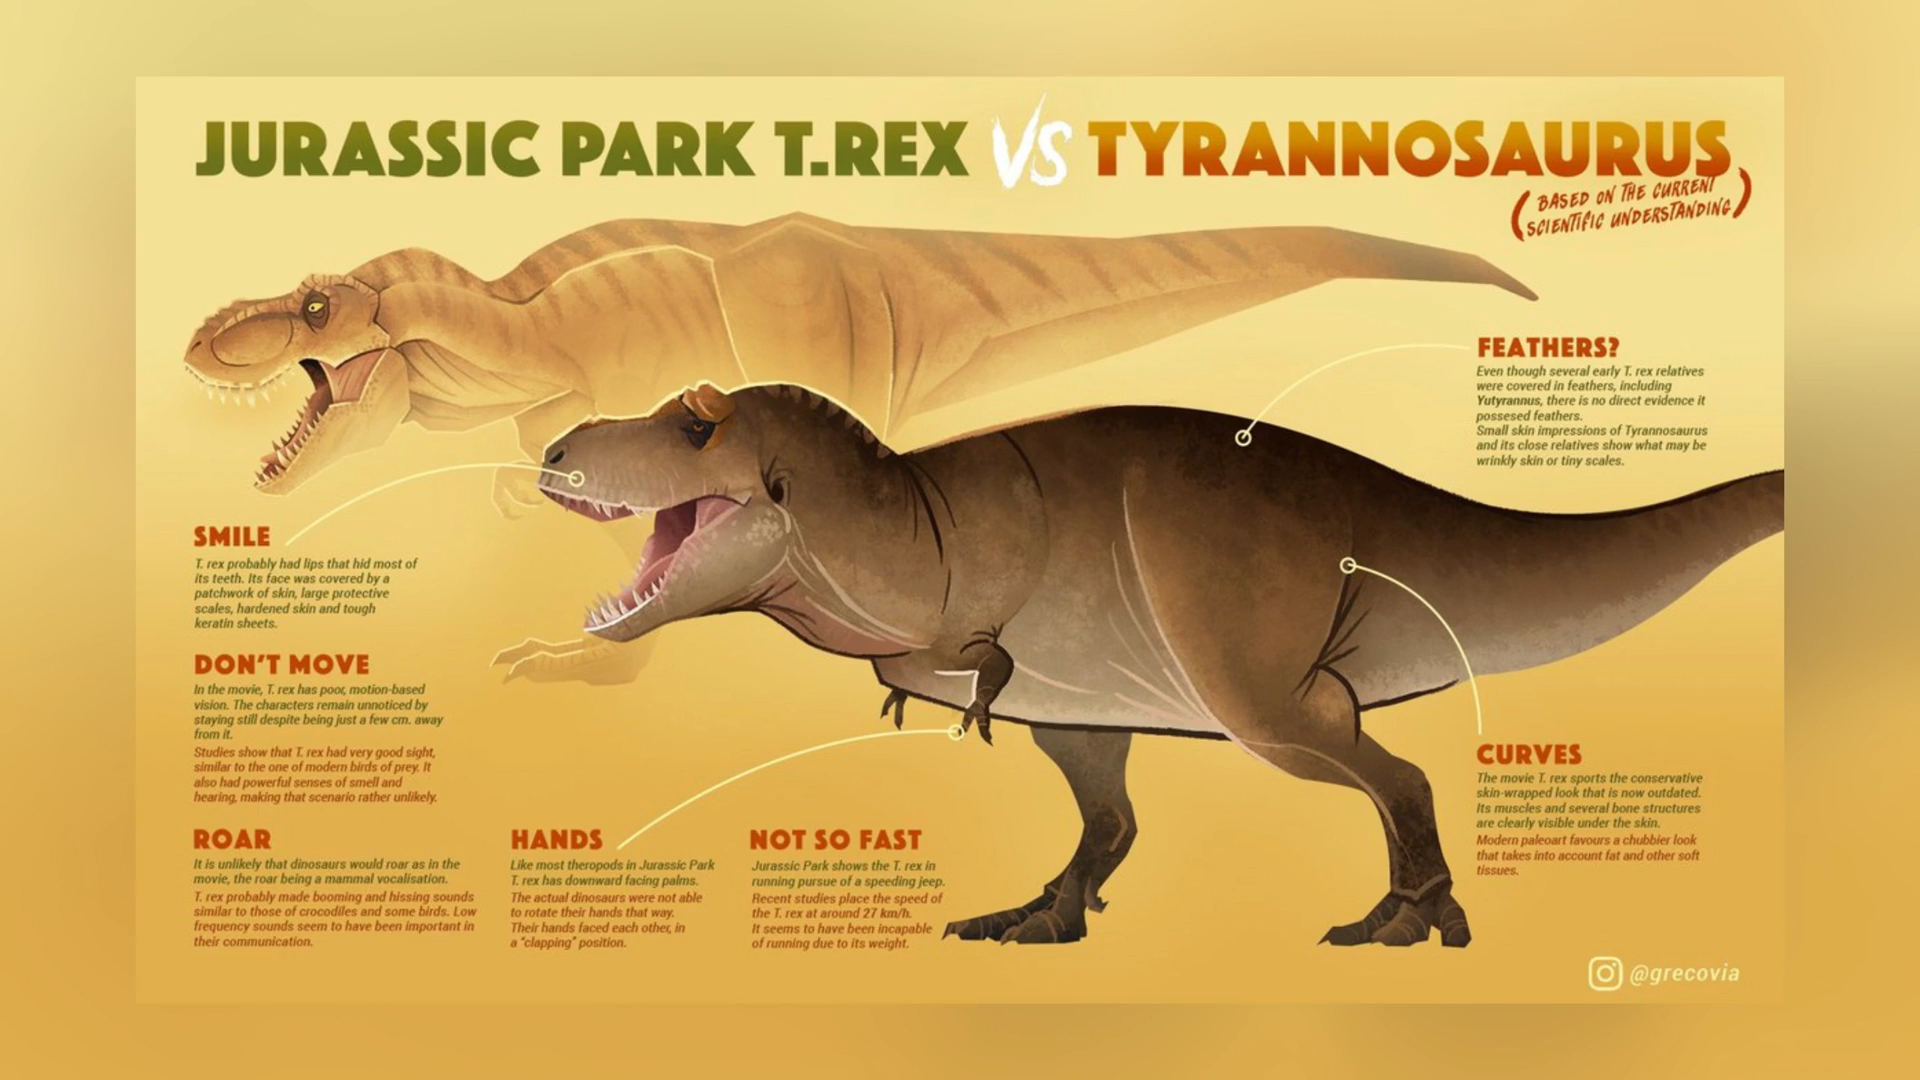 JURASSIC PARK T.REX VS TYRANNOSAURUS
(BASED ON THE CURRENT
SCIENTIFIC UNDERSTANDING)
FEATHERS?
Even though several early T. rex relatives
were covered in feathers, including
Yutyrannus, there is no direct evidence it
possesed feathers.
Small skin impressions of Tyrannosaurus
and its close relatives show what may be
wrinkly skin or tiny scales.
SMILE
T. rex probably had lips that hid most of
its teeth. Its face was covered by a
patchwork of skin, large protective
scales, hardened skin and tough
keratin sheets.
DON'T MOVE
In the movie, T. rex has poor, motion-based
vision. The characters remain unnoticed by
staying still despite being just a few cm. away
from it.
Studies show that T. rex had very good sight,
similar to the one of modern birds of prey. It
also had powerful senses of smell and
hearing, making that scenario rather unlikely.
ROAR
It is unlikely that dinosaurs would roar as in the
movie, the roar being a mammal vocalisation.
T. rex probably made booming and hissing sounds
similar to those of crocodiles and some birds. Low
frequency sounds seem to have been important in
their communication.
HANDS
Like most theropods in Jurassic Park
T. rex has downward facing palms.
The actual dinosaurs were not able
to rotate their hands that way.
Their hands faced each other, in
a "clapping" position.
NOT SO FAST
Jurassic Park shows the T. rex in
running pursue of a speeding jeep.
Recent studies place the speed of
the T. rex at around 27 km/h.
It seems to have been incapable
of running due to its weight.
CURVES
The movie T. rex sports the conservative
skin-wrapped look that is now outdated.
Its muscles and several bone structures
are clearly visible under the skin.
Modern paleoart favours a chubbier look
that takes into account fat and other soft
tissues.
@grecovia